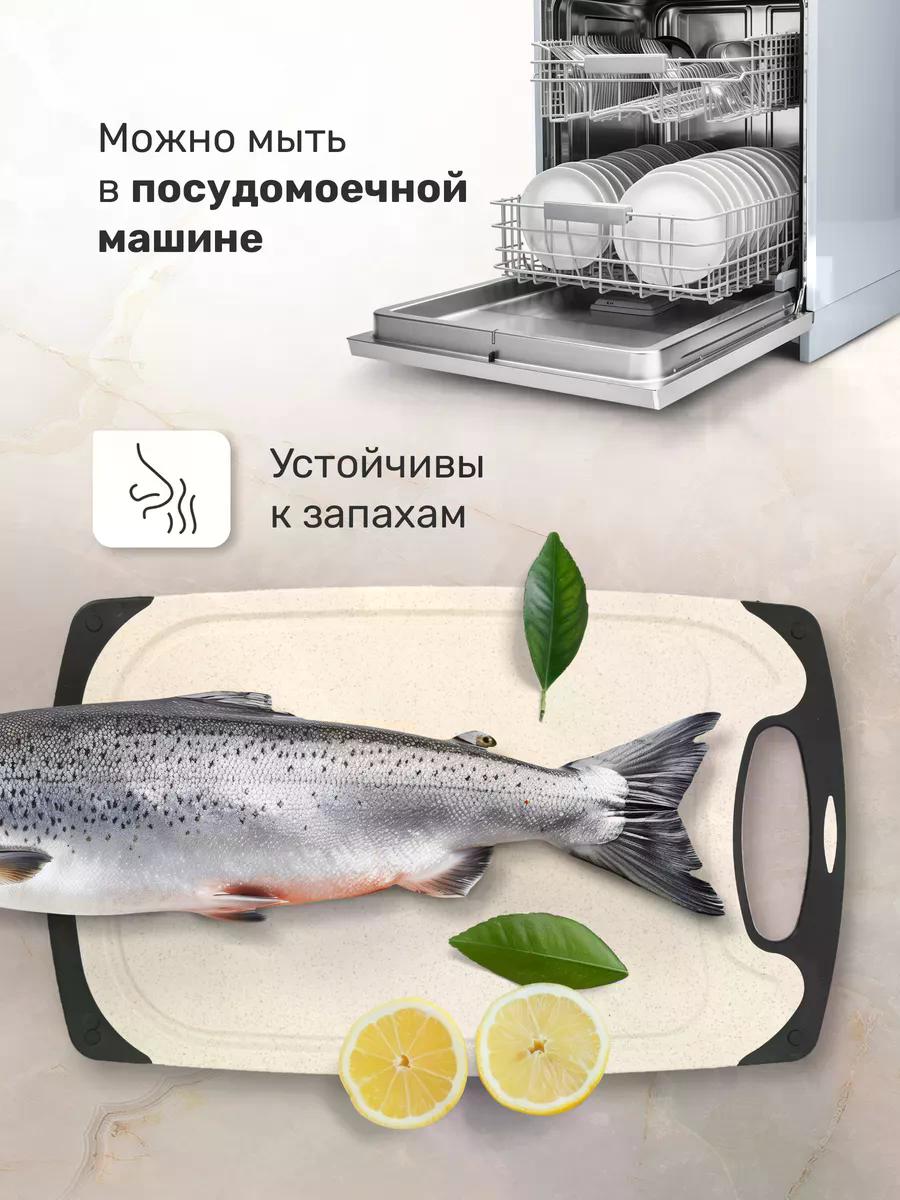 Можно мыть
в посудомоечной
машине
Устойчивы
к запахам